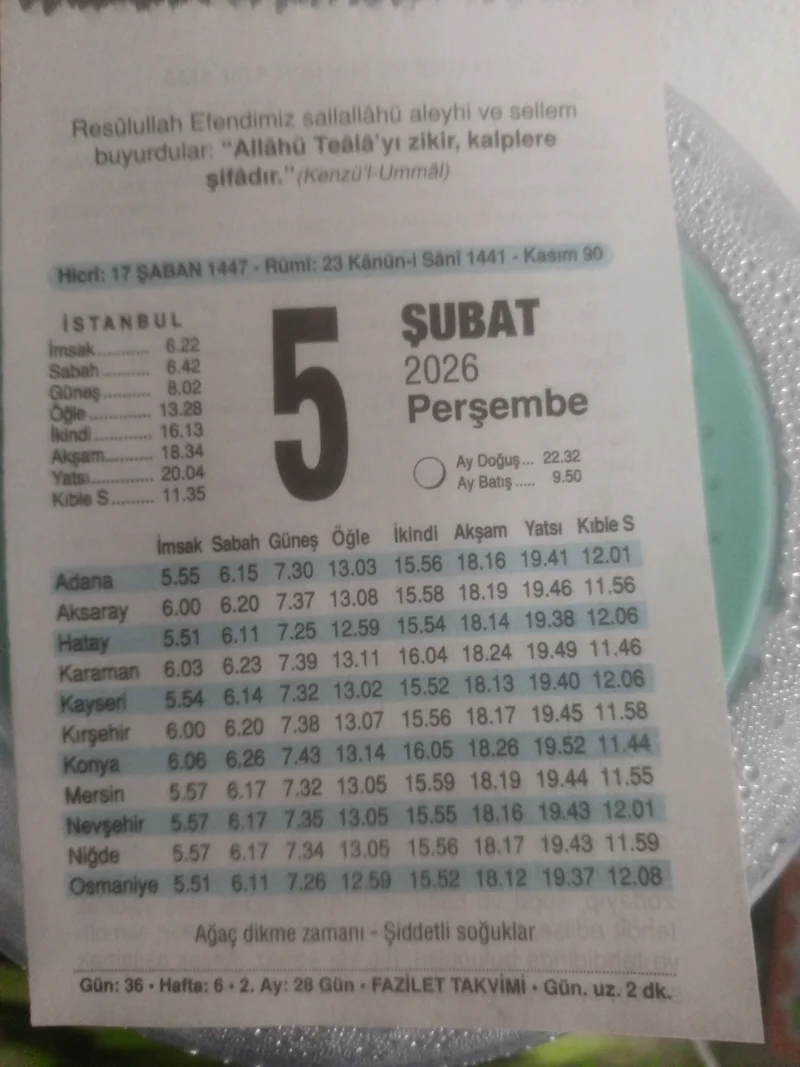 Resûlullah Efendimiz sallallâhü aleyhi ve sellem
buyurdular: "Allâhü Teâlâ'yı zikir, kalplere
şifâdır." (Kenzü'l-Ummâl)
Hicrî: 17 ŞABAN 1447 - Rûmî: 23 Kânûn-i Sânî 1441 - Kasım 90
İSTANBUL
İmsak........... 6.22
Sabah.......... 6.42
Güneş.......... 8.02
Öğle............ 13.28
İkindi............ 16.13
Akşam......... 18.34
Yatsı............. 20.04
Kıble S......... 11.35
5
ŞUBAT
2026
Perşembe
Ay Doğuş... 22.32
Ay Batış..... 9.50
İmsak Sabah Güneş Öğle İkindi Akşam Yatsı Kıble S
Adana 5.55 6.15 7.30 13.03 15.56 18.16 19.41 12.01
Aksaray 6.00 6.20 7.37 13.08 15.58 18.19 19.46 11.56
Hatay 5.51 6.11 7.25 12.59 15.54 18.14 19.38 12.06
Karaman 6.03 6.23 7.39 13.11 16.04 18.24 19.49 11.46
Kayseri 5.54 6.14 7.32 13.02 15.52 18.13 19.40 12.06
Kırşehir 6.00 6.20 7.38 13.07 15.56 18.17 19.45 11.58
Konya 6.06 6.26 7.43 13.14 16.05 18.26 19.52 11.44
Mersin 5.57 6.17 7.32 13.05 15.59 18.19 19.44 11.55
Nevşehir 5.57 6.17 7.35 13.05 15.55 18.16 19.43 12.01
Niğde 5.57 6.17 7.34 13.05 15.56 18.17 19.43 11.59
Osmaniye 5.51 6.11 7.26 12.59 15.52 18.12 19.37 12.08
Ağaç dikme zamanı - Şiddetli soğuklar
Gün: 36 • Hafta: 6 • 2. Ay: 28 Gün • FAZİLET TAKVİMİ • Gün. uz. 2 dk.